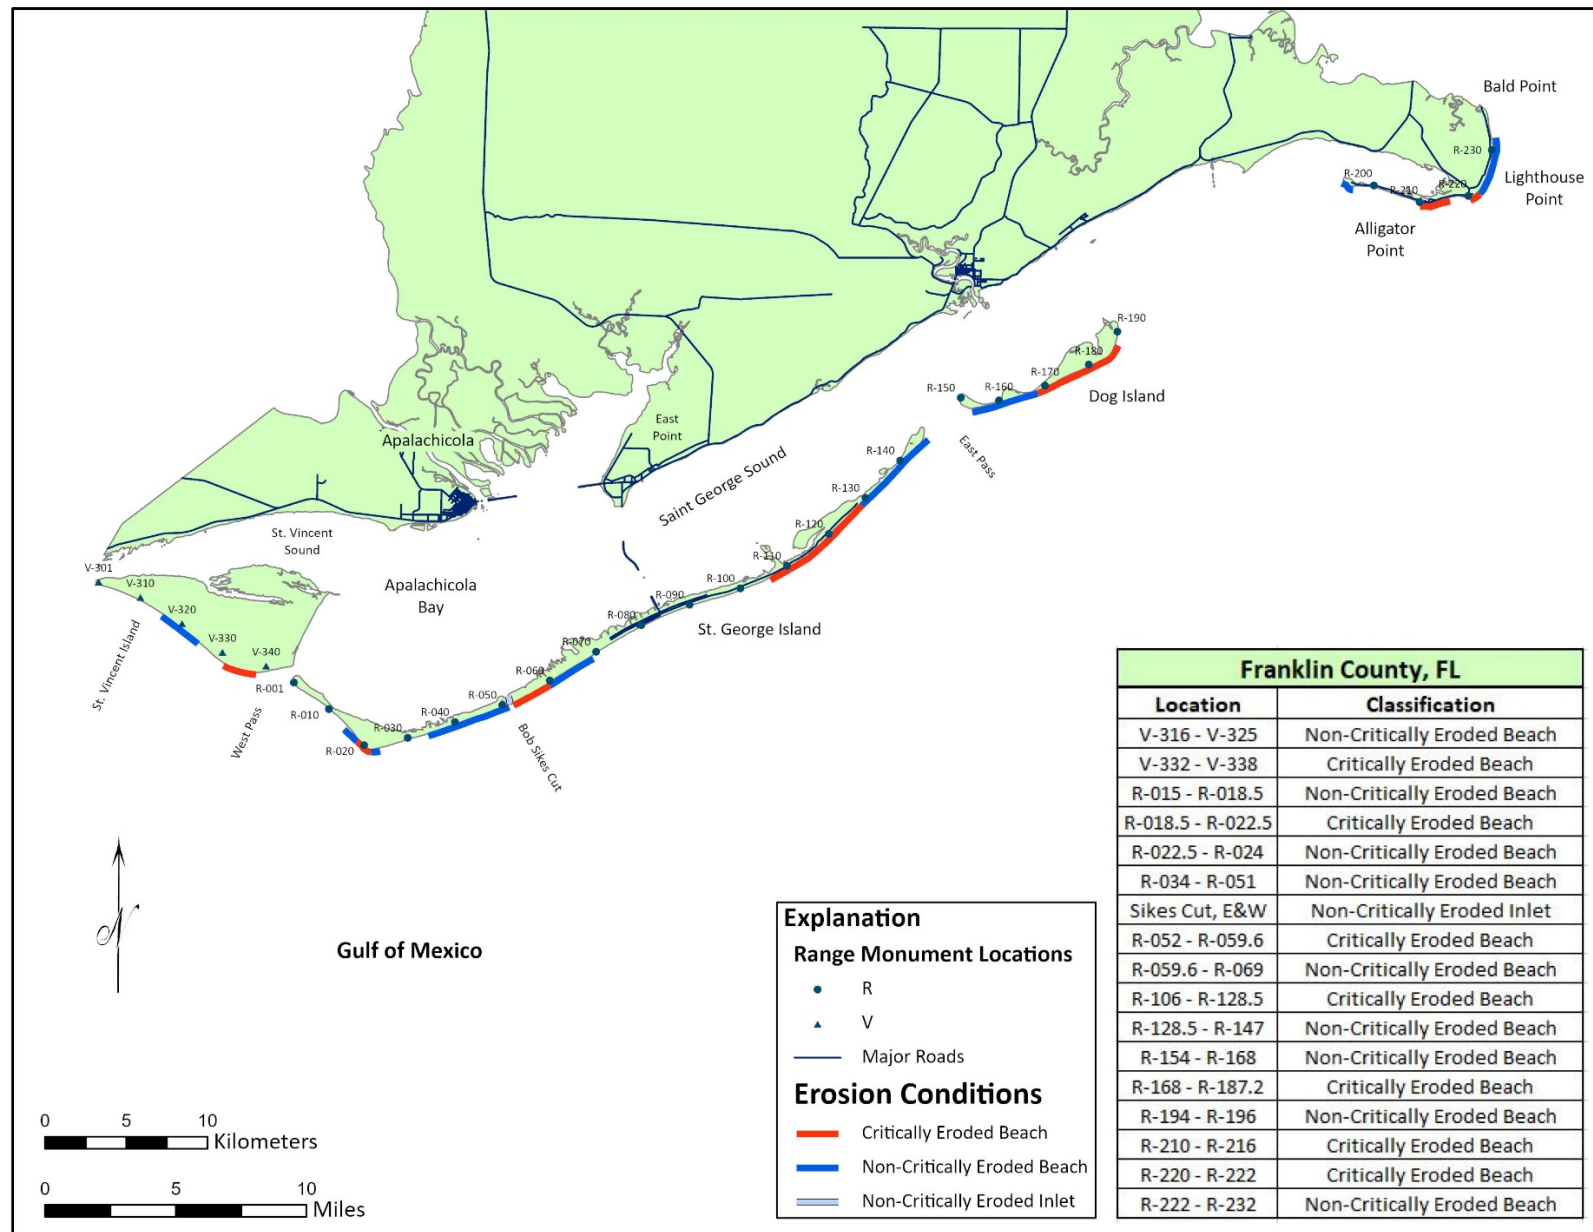 Bald Point
R-230
R-200
Lighthouse
Point
R-210
R-220
Alligator
Point
R-190
R-180
R-170
R-160
R-150
Dog Island
East
Point
Apalachicola
East Pass
Saint George Sound
R-140
R-130
R-120
R-110
R-100
R-090
R-080
R-070
R-060
R-050
R-040
R-030
R-020
R-010
R-001
St. Vincent
Sound
Apalachicola
Bay
St. George Island
V-301
V-310
V-320
V-330
V-340
St. Vincent Island
West Pass
Bob Sikes Cut
N
Gulf of Mexico
0 5 10
Kilometers
0 5 10
Miles
Explanation
Range Monument Locations
R
V
Major Roads
Erosion Conditions
Critically Eroded Beach
Non-Critically Eroded Beach
Non-Critically Eroded Inlet
Franklin County, FL
Location Classification
V-316 - V-325 Non-Critically Eroded Beach
V-332 - V-338 Critically Eroded Beach
R-015 - R-018.5 Non-Critically Eroded Beach
R-018.5 - R-022.5 Critically Eroded Beach
R-022.5 - R-024 Non-Critically Eroded Beach
R-034 - R-051 Non-Critically Eroded Beach
Sikes Cut, E&W Non-Critically Eroded Inlet
R-052 - R-059.6 Critically Eroded Beach
R-059.6 - R-069 Non-Critically Eroded Beach
R-106 - R-128.5 Critically Eroded Beach
R-128.5 - R-147 Non-Critically Eroded Beach
R-154 - R-168 Non-Critically Eroded Beach
R-168 - R-187.2 Critically Eroded Beach
R-194 - R-196 Non-Critically Eroded Beach
R-210 - R-216 Critically Eroded Beach
R-220 - R-222 Critically Eroded Beach
R-222 - R-232 Non-Critically Eroded Beach